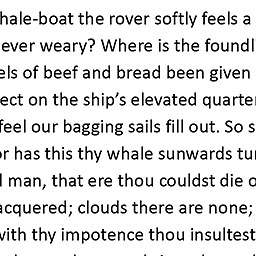 hale-boat the rover softly feels a
ever weary? Where is the foundl
els of beef and bread been given
ect on the ship’s elevated quarte
feel our bagging sails fill out. So s
or has this thy whale sunwards tu
l man, that ere thou couldst die o
acquered; clouds there are none;
with thy impotence thou insultest